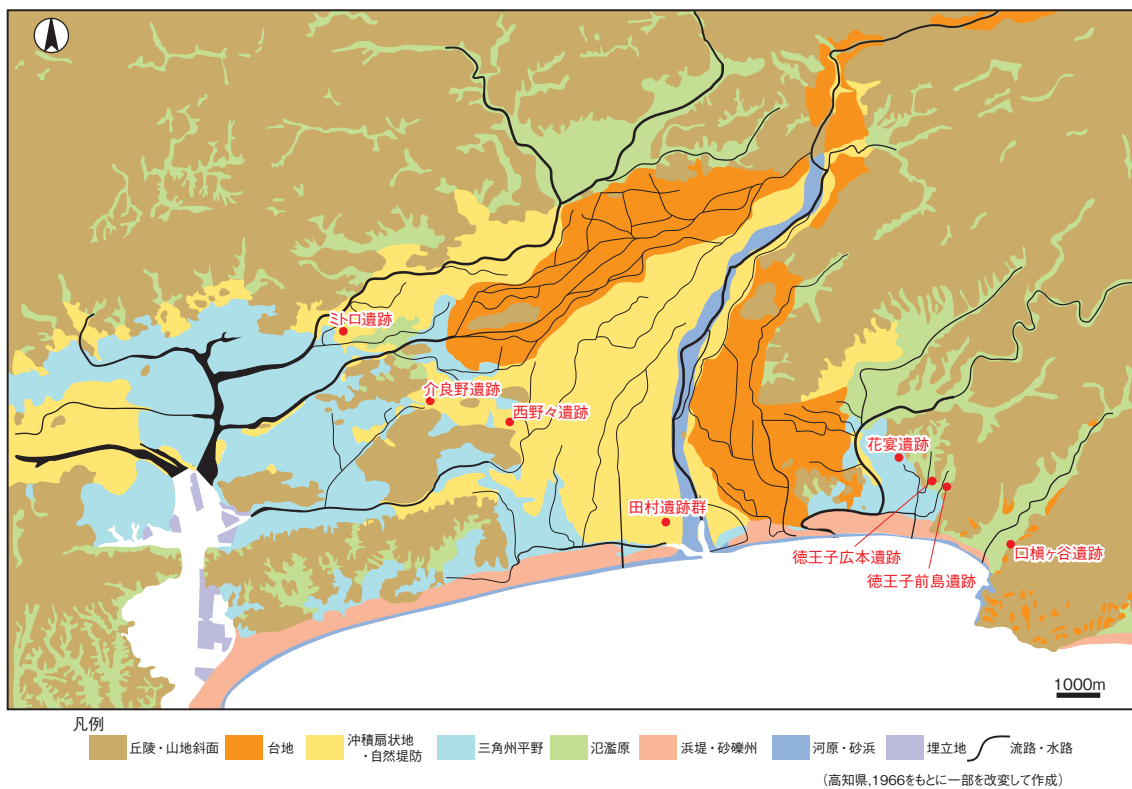 ミトロ遺跡
介良野遺跡
西野々遺跡
花宴遺跡
田村遺跡群
徳王子広本遺跡
口槇ヶ谷遺跡
徳王子前島遺跡
1000m
凡例
丘陵・山地斜面
台地
沖積扇状地
・自然堤防
三角州平野
氾濫原
浜堤・砂礫州
河原・砂浜
埋立地
流路・水路
（高知県,1966をもとに一部を改変して作成）